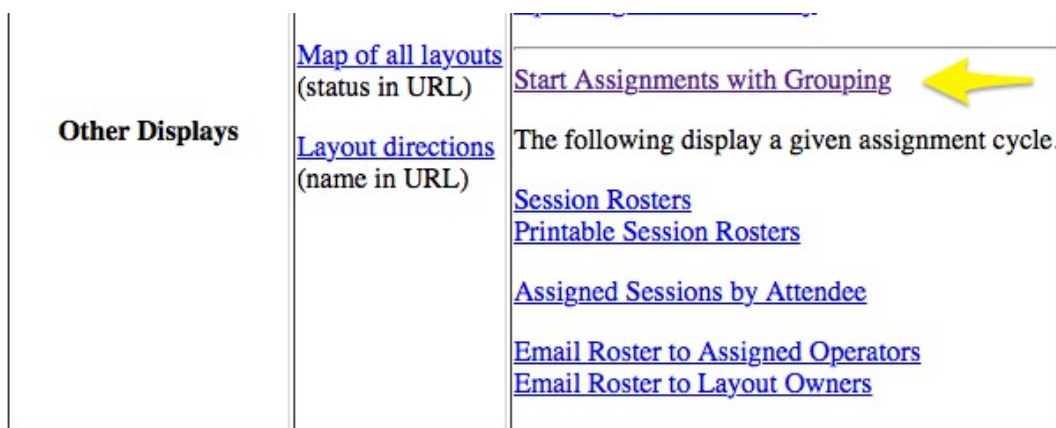 Other Displays
Map of all layouts
(status in URL)
Layout directions
(name in URL)
Start Assignments with Grouping
The following display a given assignment cycle.
Session Rosters
Printable Session Rosters
Assigned Sessions by Attendee
Email Roster to Assigned Operators
Email Roster to Layout Owners